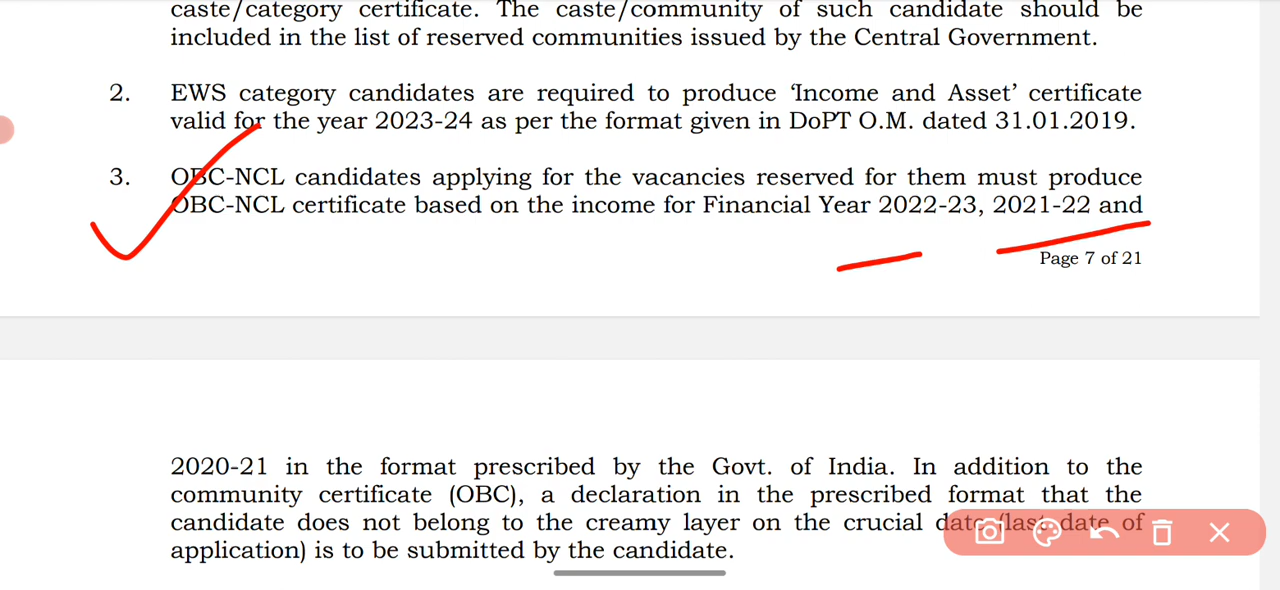 caste/category certificate. The caste/community of such candidate should be
included in the list of reserved communities issued by the Central Government.
2. EWS category candidates are required to produce ‘Income and Asset’ certificate
valid for the year 2023-24 as per the format given in DoPT O.M. dated 31.01.2019.
3. OBC-NCL candidates applying for the vacancies reserved for them must produce
OBC-NCL certificate based on the income for Financial Year 2022-23, 2021-22 and
Page 7 of 21
2020-21 in the format prescribed by the Govt. of India. In addition to the
community certificate (OBC), a declaration in the prescribed format that the
candidate does not belong to the creamy layer on the crucial date (last date of
application) is to be submitted by the candidate.